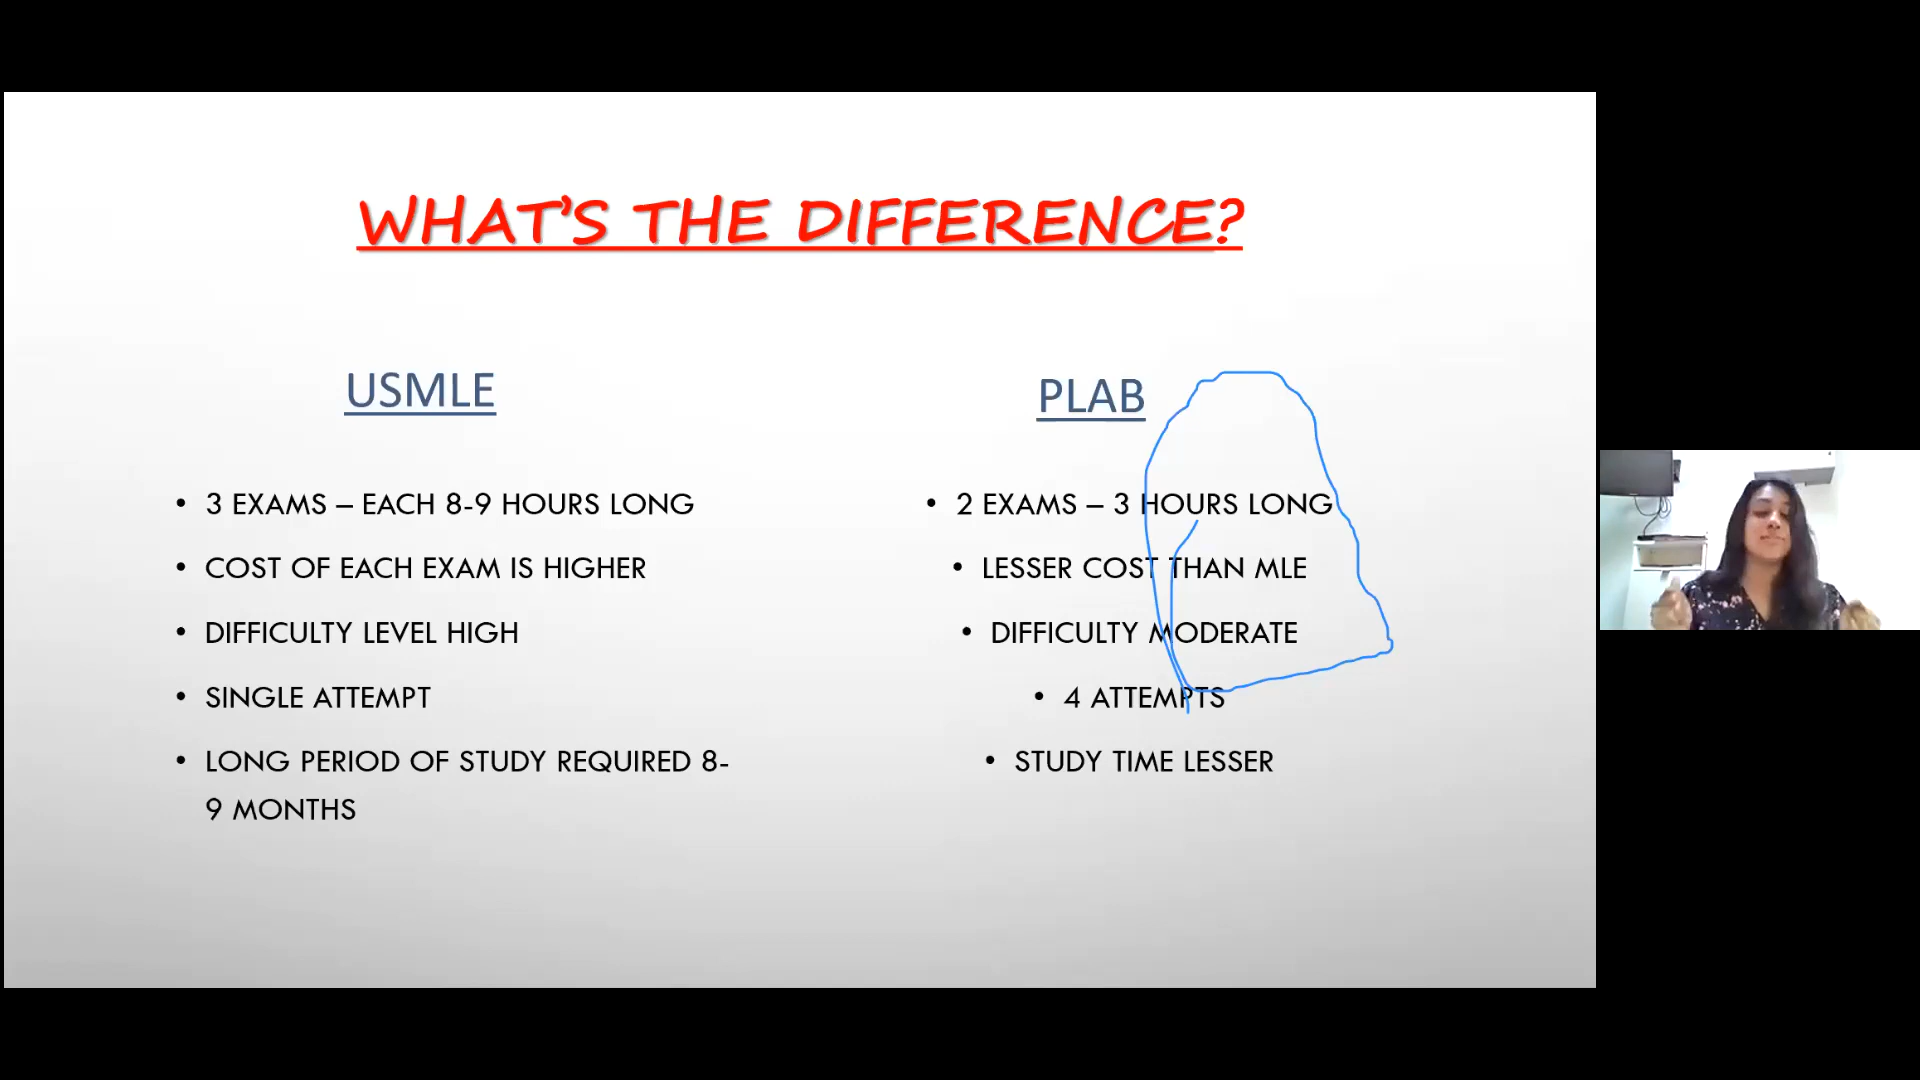 WHAT'S THE DIFFERENCE?
USMLE
• 3 EXAMS – EACH 8-9 HOURS LONG
• COST OF EACH EXAM IS HIGHER
• DIFFICULTY LEVEL HIGH
• SINGLE ATTEMPT
• LONG PERIOD OF STUDY REQUIRED 8-
9 MONTHS
PLAB
• 2 EXAMS – 3 HOURS LONG
• LESSER COST THAN MLE
• DIFFICULTY MODERATE
• 4 ATTEMPTS
• STUDY TIME LESSER